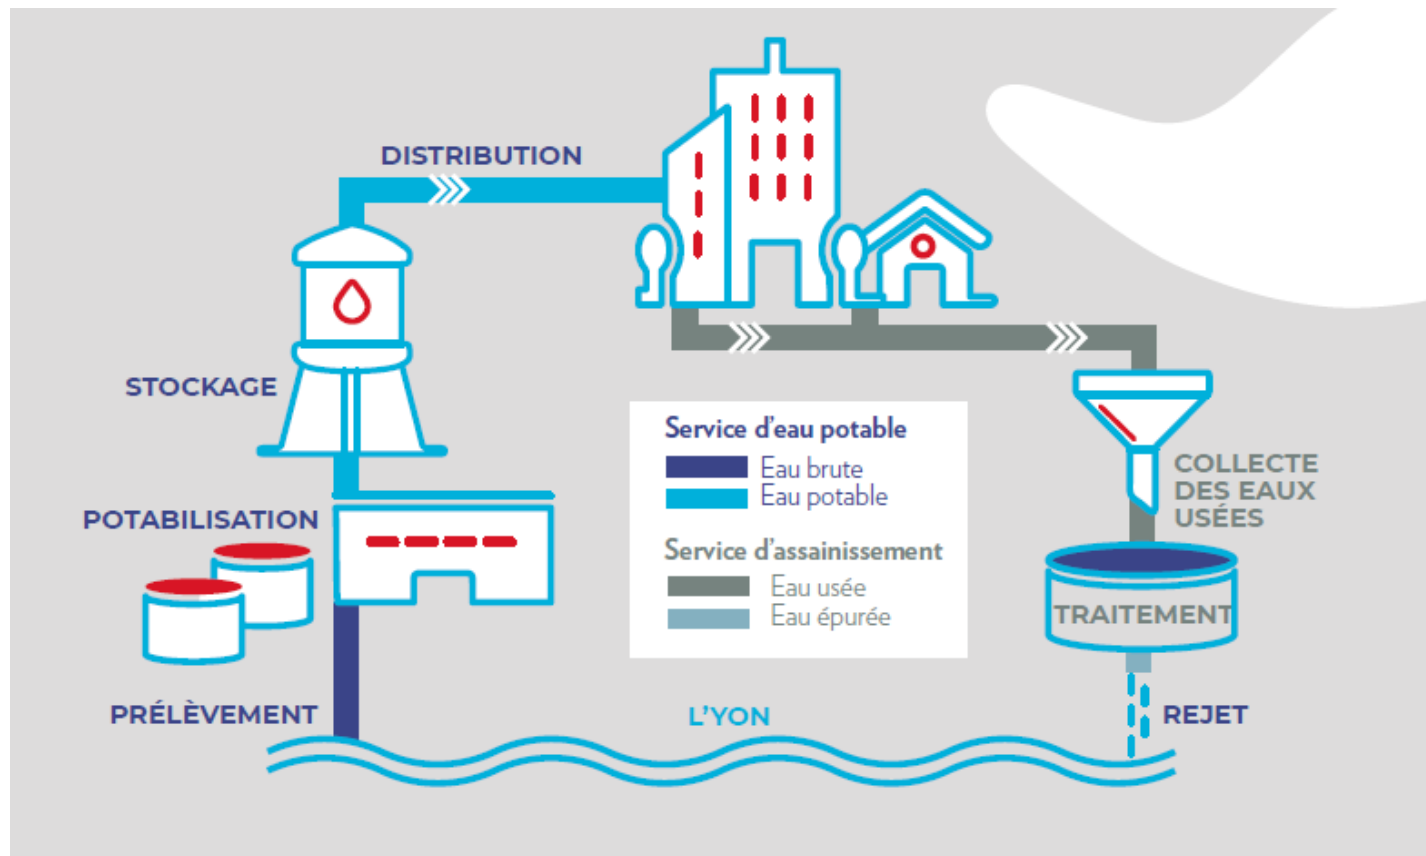 DISTRIBUTION
STOCKAGE
POTABILISATION
PRÉLÈVEMENT
Service d'eau potable
Eau brute
Eau potable
Service d'assainissement
Eau usée
Eau épurée
COLLECTE
DES EAUX
USÉES
TRAITEMENT
L'YON
REJET